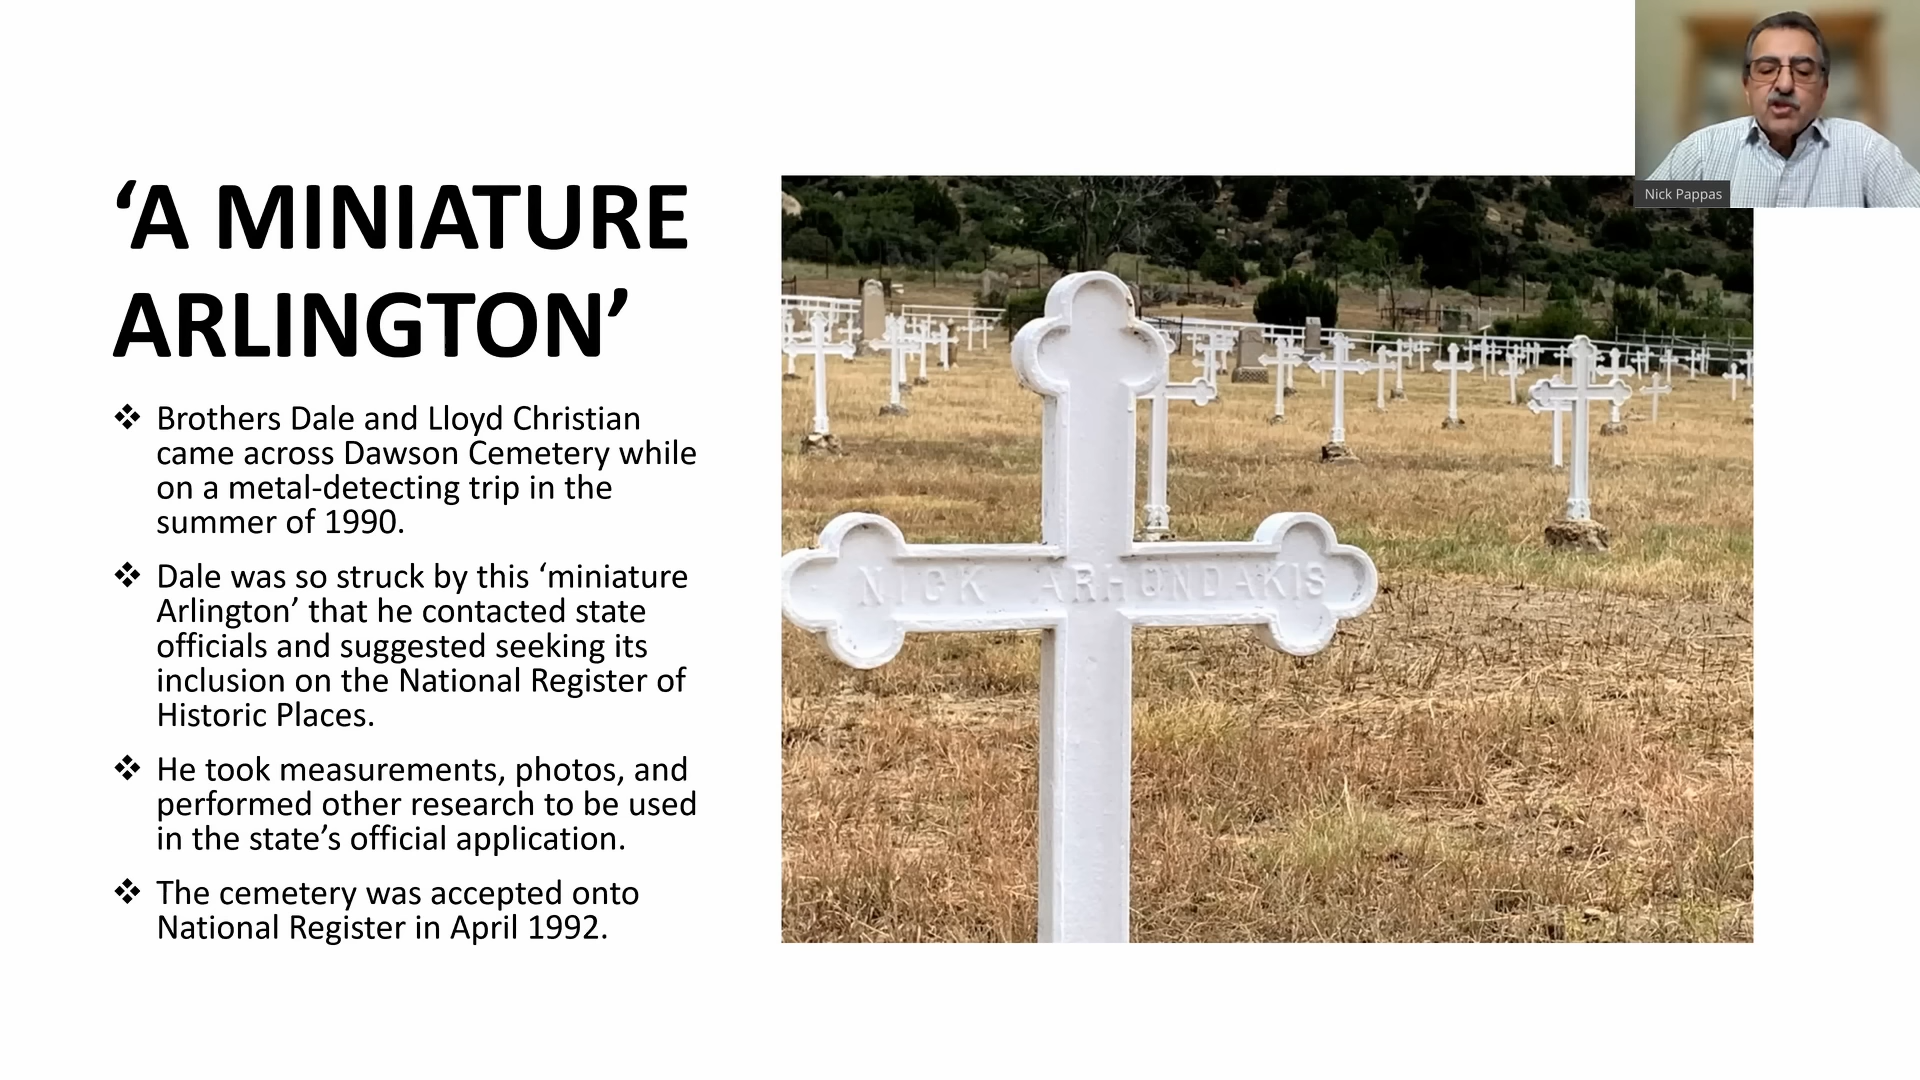 ‘A MINIATURE
ARLINGTON’
❖ Brothers Dale and Lloyd Christian
came across Dawson Cemetery while
on a metal-detecting trip in the
summer of 1990.
❖ Dale was so struck by this ‘miniature
Arlington’ that he contacted state
officials and suggested seeking its
inclusion on the National Register of
Historic Places.
❖ He took measurements, photos, and
performed other research to be used
in the state’s official application.
❖ The cemetery was accepted onto
National Register in April 1992.
NICK ARHONDAKIS
Nick Pappas